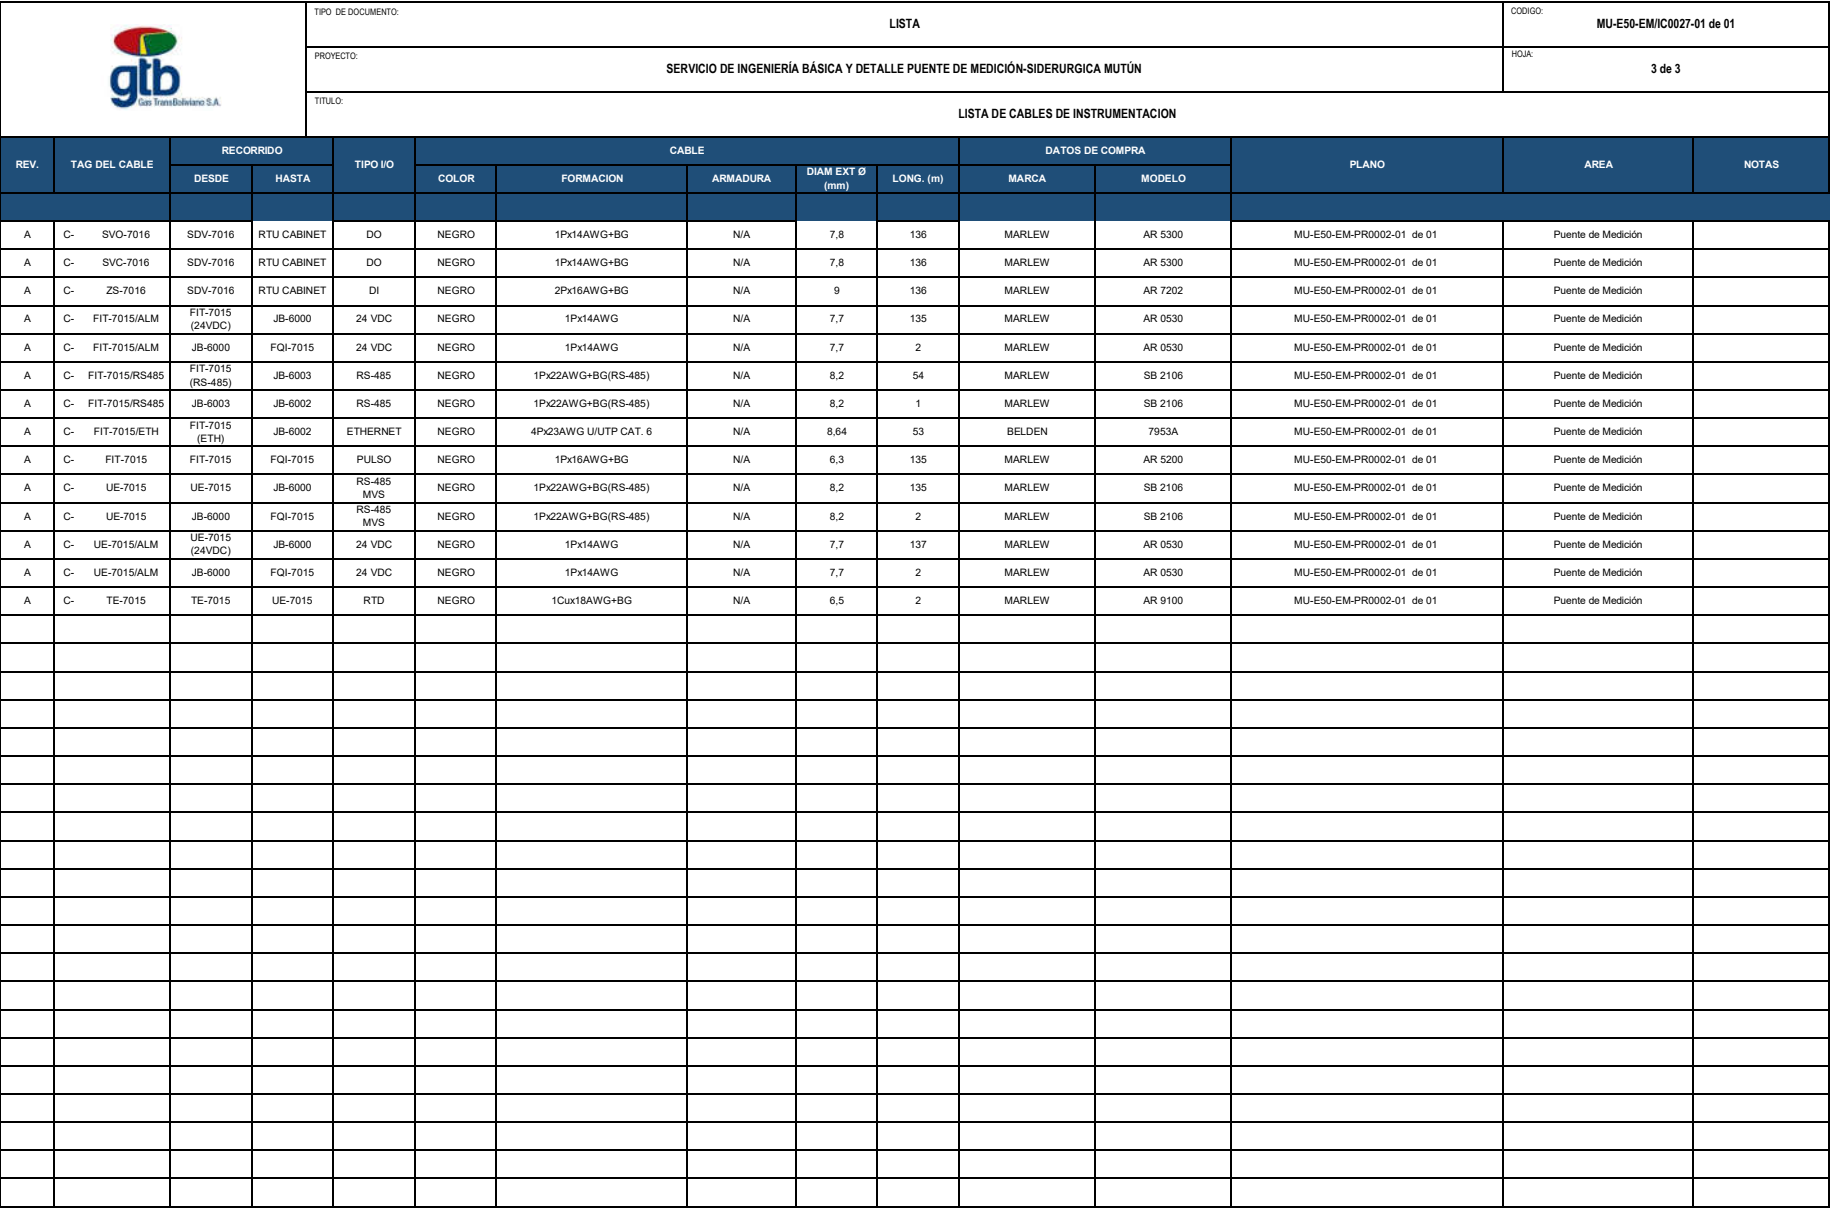 gtb
Gas TransBoliviano S.A.
TIPO DE DOCUMENTO:
LISTA
CODIGO:
MU-E50-EM/IC0027-01 de 01
PROYECTO:
SERVICIO DE INGENIERÍA BÁSICA Y DETALLE PUENTE DE MEDICIÓN-SIDERURGICA MUTÚN
HOJA:
3 de 3
TITULO:
LISTA DE CABLES DE INSTRUMENTACION
REV. TAG DEL CABLE RECORRIDO TIPO I/O CABLE DATOS DE COMPRA PLANO AREA NOTAS
DESDE HASTA COLOR FORMACION ARMADURA DIAM EXT Ø (mm) LONG. (m) MARCA MODELO
A C- SVO-7016 SDV-7016 RTU CABINET DO NEGRO 1Px14AWG+BG N/A 7,8 136 MARLEW AR 5300 MU-E50-EM-PR0002-01 de 01 Puente de Medición
A C- SVC-7016 SDV-7016 RTU CABINET DO NEGRO 1Px14AWG+BG N/A 7,8 136 MARLEW AR 5300 MU-E50-EM-PR0002-01 de 01 Puente de Medición
A C- ZS-7016 SDV-7016 RTU CABINET DI NEGRO 2Px16AWG+BG N/A 9 136 MARLEW AR 7202 MU-E50-EM-PR0002-01 de 01 Puente de Medición
A C- FIT-7015/ALM FIT-7015 (24VDC) JB-6000 24 VDC NEGRO 1Px14AWG N/A 7,7 135 MARLEW AR 0530 MU-E50-EM-PR0002-01 de 01 Puente de Medición
A C- FIT-7015/ALM JB-6000 FQI-7015 24 VDC NEGRO 1Px14AWG N/A 7,7 2 MARLEW AR 0530 MU-E50-EM-PR0002-01 de 01 Puente de Medición
A C- FIT-7015/RS485 FIT-7015 (RS-485) JB-6003 RS-485 NEGRO 1Px22AWG+BG(RS-485) N/A 8,2 54 MARLEW SB 2106 MU-E50-EM-PR0002-01 de 01 Puente de Medición
A C- FIT-7015/RS485 JB-6003 JB-6002 RS-485 NEGRO 1Px22AWG+BG(RS-485) N/A 8,2 1 MARLEW SB 2106 MU-E50-EM-PR0002-01 de 01 Puente de Medición
A C- FIT-7015/ETH FIT-7015 (ETH) JB-6002 ETHERNET NEGRO 4Px23AWG U/UTP CAT. 6 N/A 8,64 53 BELDEN 7953A MU-E50-EM-PR0002-01 de 01 Puente de Medición
A C- FIT-7015 FIT-7015 FQI-7015 PULSO NEGRO 1Px16AWG+BG N/A 6,3 135 MARLEW AR 5200 MU-E50-EM-PR0002-01 de 01 Puente de Medición
A C- UE-7015 UE-7015 JB-6000 RS-485 MVS NEGRO 1Px22AWG+BG(RS-485) N/A 8,2 135 MARLEW SB 2106 MU-E50-EM-PR0002-01 de 01 Puente de Medición
A C- UE-7015 JB-6000 FQI-7015 RS-485 MVS NEGRO 1Px22AWG+BG(RS-485) N/A 8,2 2 MARLEW SB 2106 MU-E50-EM-PR0002-01 de 01 Puente de Medición
A C- UE-7015/ALM UE-7015 (24VDC) JB-6000 24 VDC NEGRO 1Px14AWG N/A 7,7 137 MARLEW AR 0530 MU-E50-EM-PR0002-01 de 01 Puente de Medición
A C- UE-7015/ALM JB-6000 FQI-7015 24 VDC NEGRO 1Px14AWG N/A 7,7 2 MARLEW AR 0530 MU-E50-EM-PR0002-01 de 01 Puente de Medición
A C- TE-7015 TE-7015 UE-7015 RTD NEGRO 1Cux18AWG+BG N/A 6,5 2 MARLEW AR 9100 MU-E50-EM-PR0002-01 de 01 Puente de Medición